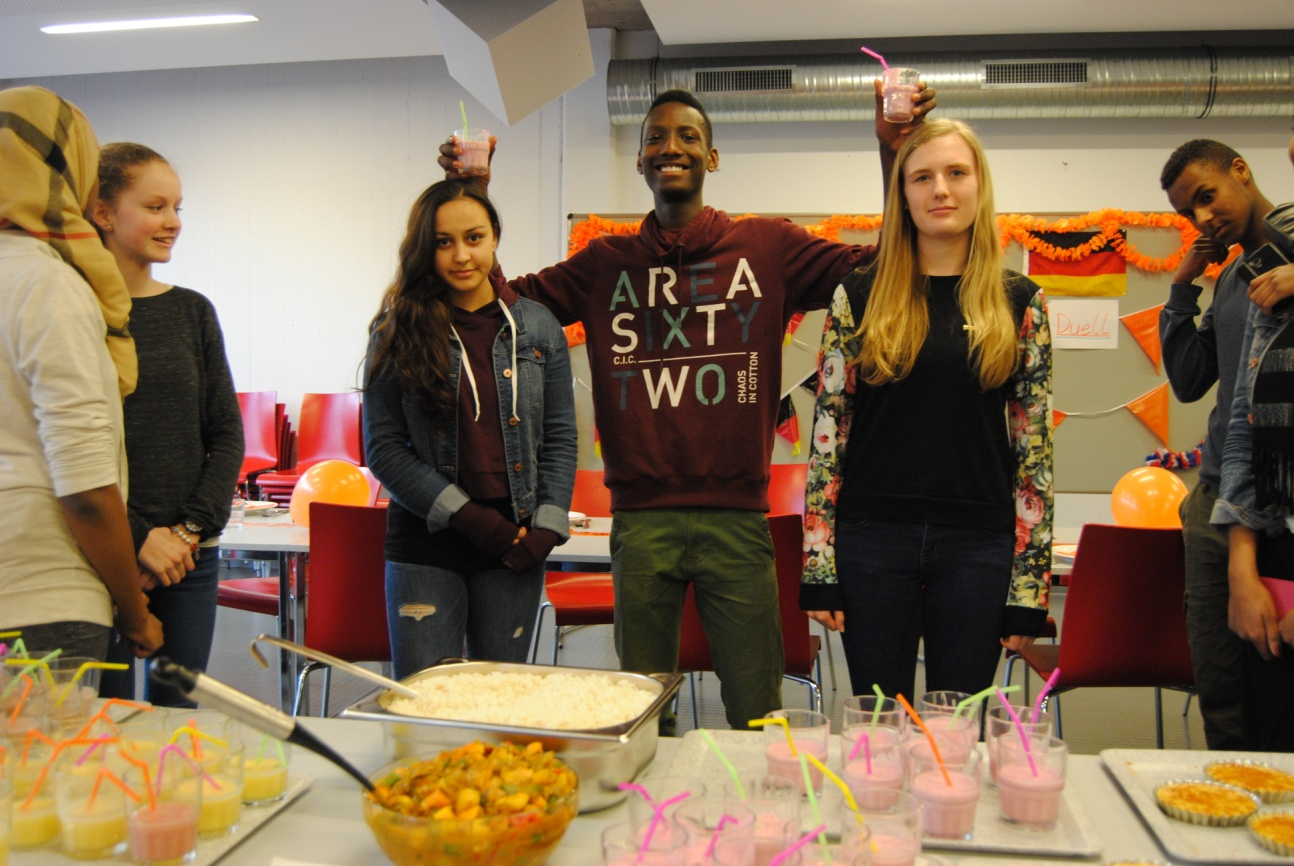 AREA
SIXTY
C.I.C.
TWO
CHAOS
IN COTTON
Duell